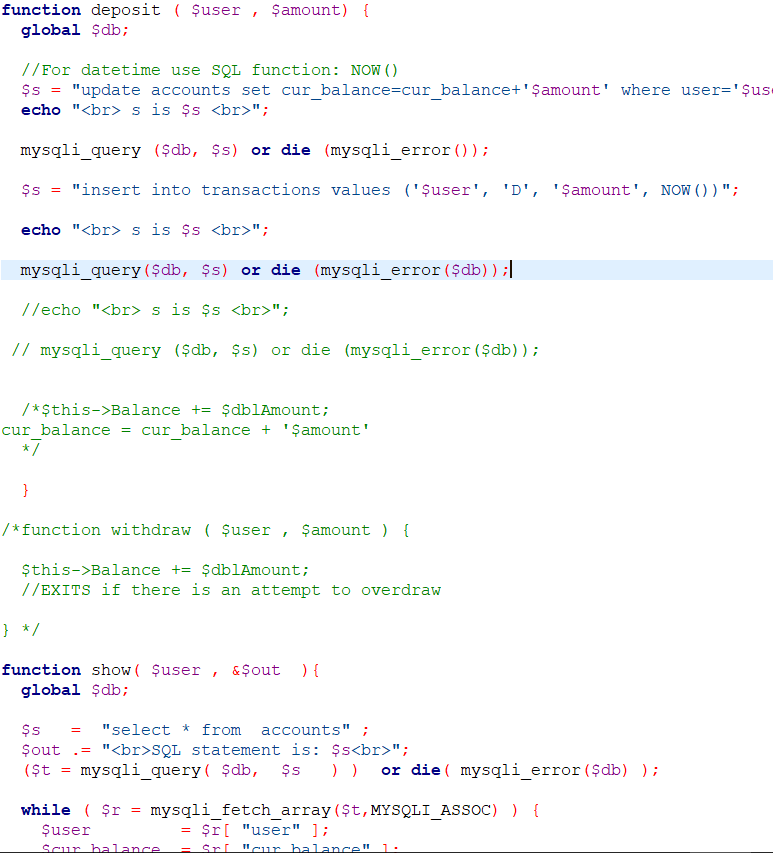 function deposit ( $user , $amount) {
global $db;
//For datetime use SQL function: NOW()
$s = "update accounts set cur_balance=cur_balance+'$amount' where user='$use
echo "<br> s is $s <br>";
mysqli_query ($db, $s) or die (mysqli_error());
$s = "insert into transactions values ('$user', 'D', '$amount', NOW())";
echo "<br> s is $s <br>";
mysqli_query($db, $s) or die (mysqli_error($db));
//echo "<br> s is $s <br>";
// mysqli_query ($db, $s) or die (mysqli_error($db));
/*$this->Balance += $dblAmount;
cur_balance = cur_balance + '$amount'
*/
}
/*function withdraw ( $user , $amount ) {
$this->Balance += $dblAmount;
//EXITS if there is an attempt to overdraw
} */
function show( $user , &$out  ){
global $db;
$s   =  "select * from  accounts" ;
$out .= "<br>SQL statement is: $s<br>";
($t = mysqli_query( $db,  $s   ) )  or die( mysqli_error($db) );
while ( $r = mysqli_fetch_array($t,MYSQLI_ASSOC) ) {
$user         = $r[ "user" ];
$cur_balance  = $r[ "cur_balance" ];